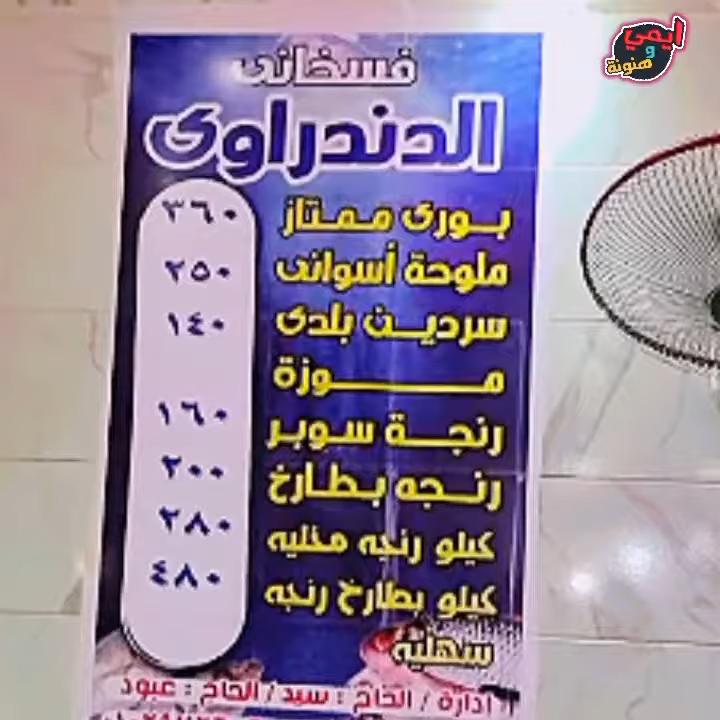 ايمي
و
هنونة
فسخانى
الدندراوى
بورى ممتاز ٣٦٠
ملوحة أسوانى ٢٥٠
سردين بلدى ١٤٠
موزة
رنجة سوبر ١٦٠
رنجه بطارخ ٢٠٠
كيلو رنجه مخليه ٢٨٠
كيلو بطارخ رنجه ٤٨٠
سهلية
ادارة / الحاج : سيد / الحاج : عبود